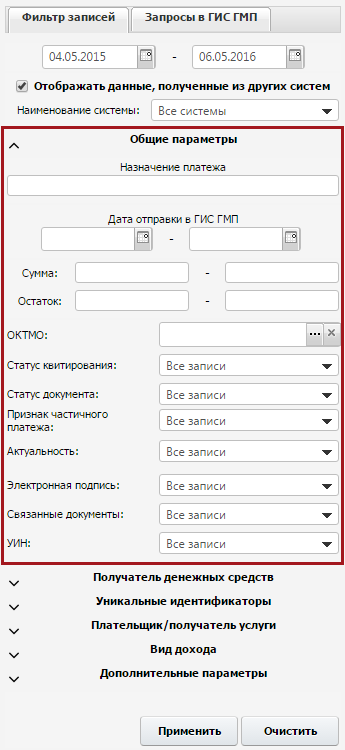 Фильтр записей Запросы в ГИС ГМП
04.05.2015 - 06.05.2016
Отображать данные, полученные из других систем
Наименование системы: Все системы
Общие параметры
Назначение платежа
Дата отправки в ГИС ГМП
-
Сумма: -
Остаток: -
ОКТМО: ... ×
Статус квитирования: Все записи
Статус документа: Все записи
Признак частичного
платежа: Все записи
Актуальность: Все записи
Электронная подпись: Все записи
Связанные документы: Все записи
УИН: Все записи
Получатель денежных средств
Уникальные идентификаторы
Плательщик/получатель услуги
Вид дохода
Дополнительные параметры
Применить Очистить